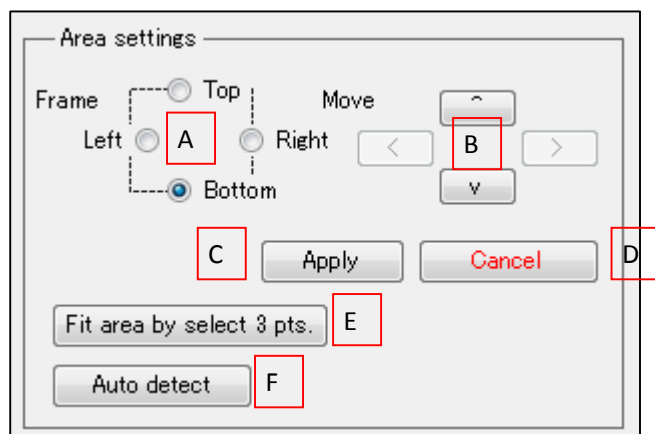 Area settings
Frame Top Move ^
Left A Right < B >
Bottom v
C Apply Cancel D
Fit area by select 3 pts. E
Auto detect F